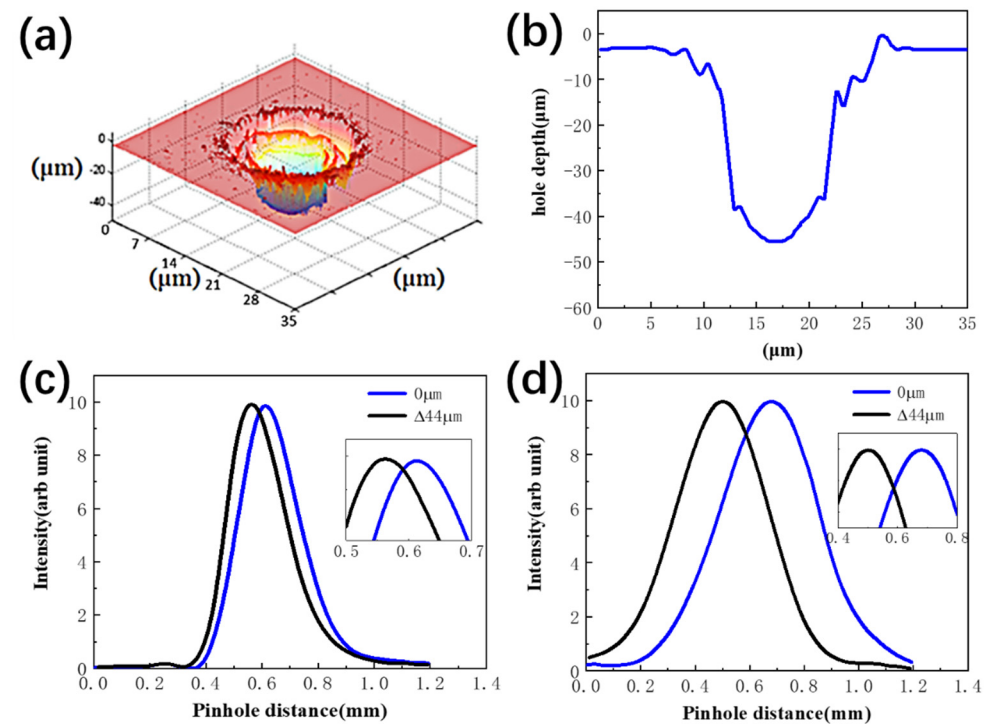 (a)
(μm)
0
-20
-40
0
7
14
21
28
35
(μm)
(μm)
(b)
hole depth(μm)
0
-10
-20
-30
-40
-50
-60
0 5 10 15 20 25 30 35
(μm)
(c)
Intensity(arb unit)
10
8
6
4
2
0
0.0 0.2 0.4 0.6 0.8 1.0 1.2 1.4
Pinhole distance(mm)
0μm
Δ44μm
0.5 0.6 0.7
(d)
Intensity(arb unit)
10
8
6
4
2
0
0.0 0.2 0.4 0.6 0.8 1.0 1.2 1.4
Pinhole distance(mm)
0μm
Δ44μm
0.4 0.6 0.8